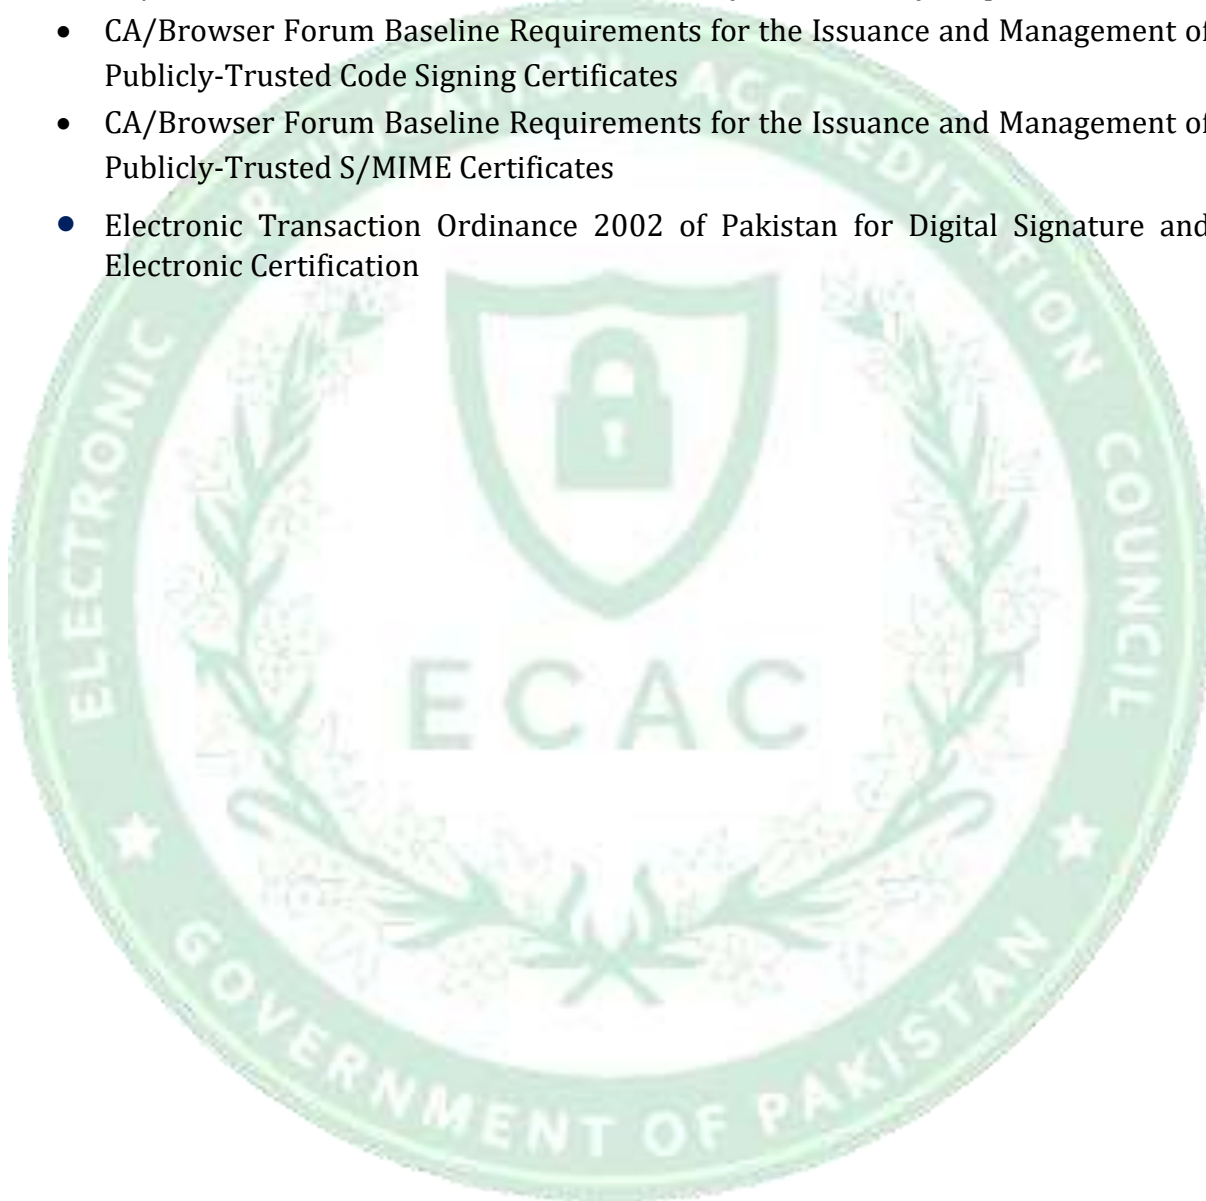 • CA/Browser Forum Baseline Requirements for the Issuance and Management of
Publicly-Trusted Code Signing Certificates
• CA/Browser Forum Baseline Requirements for the Issuance and Management of
Publicly-Trusted S/MIME Certificates
• Electronic Transaction Ordinance 2002 of Pakistan for Digital Signature and
Electronic Certification
ELECTRONIC CERTIFICATION ACCREDITATION COUNCIL
ECAC
GOVERNMENT OF PAKISTAN